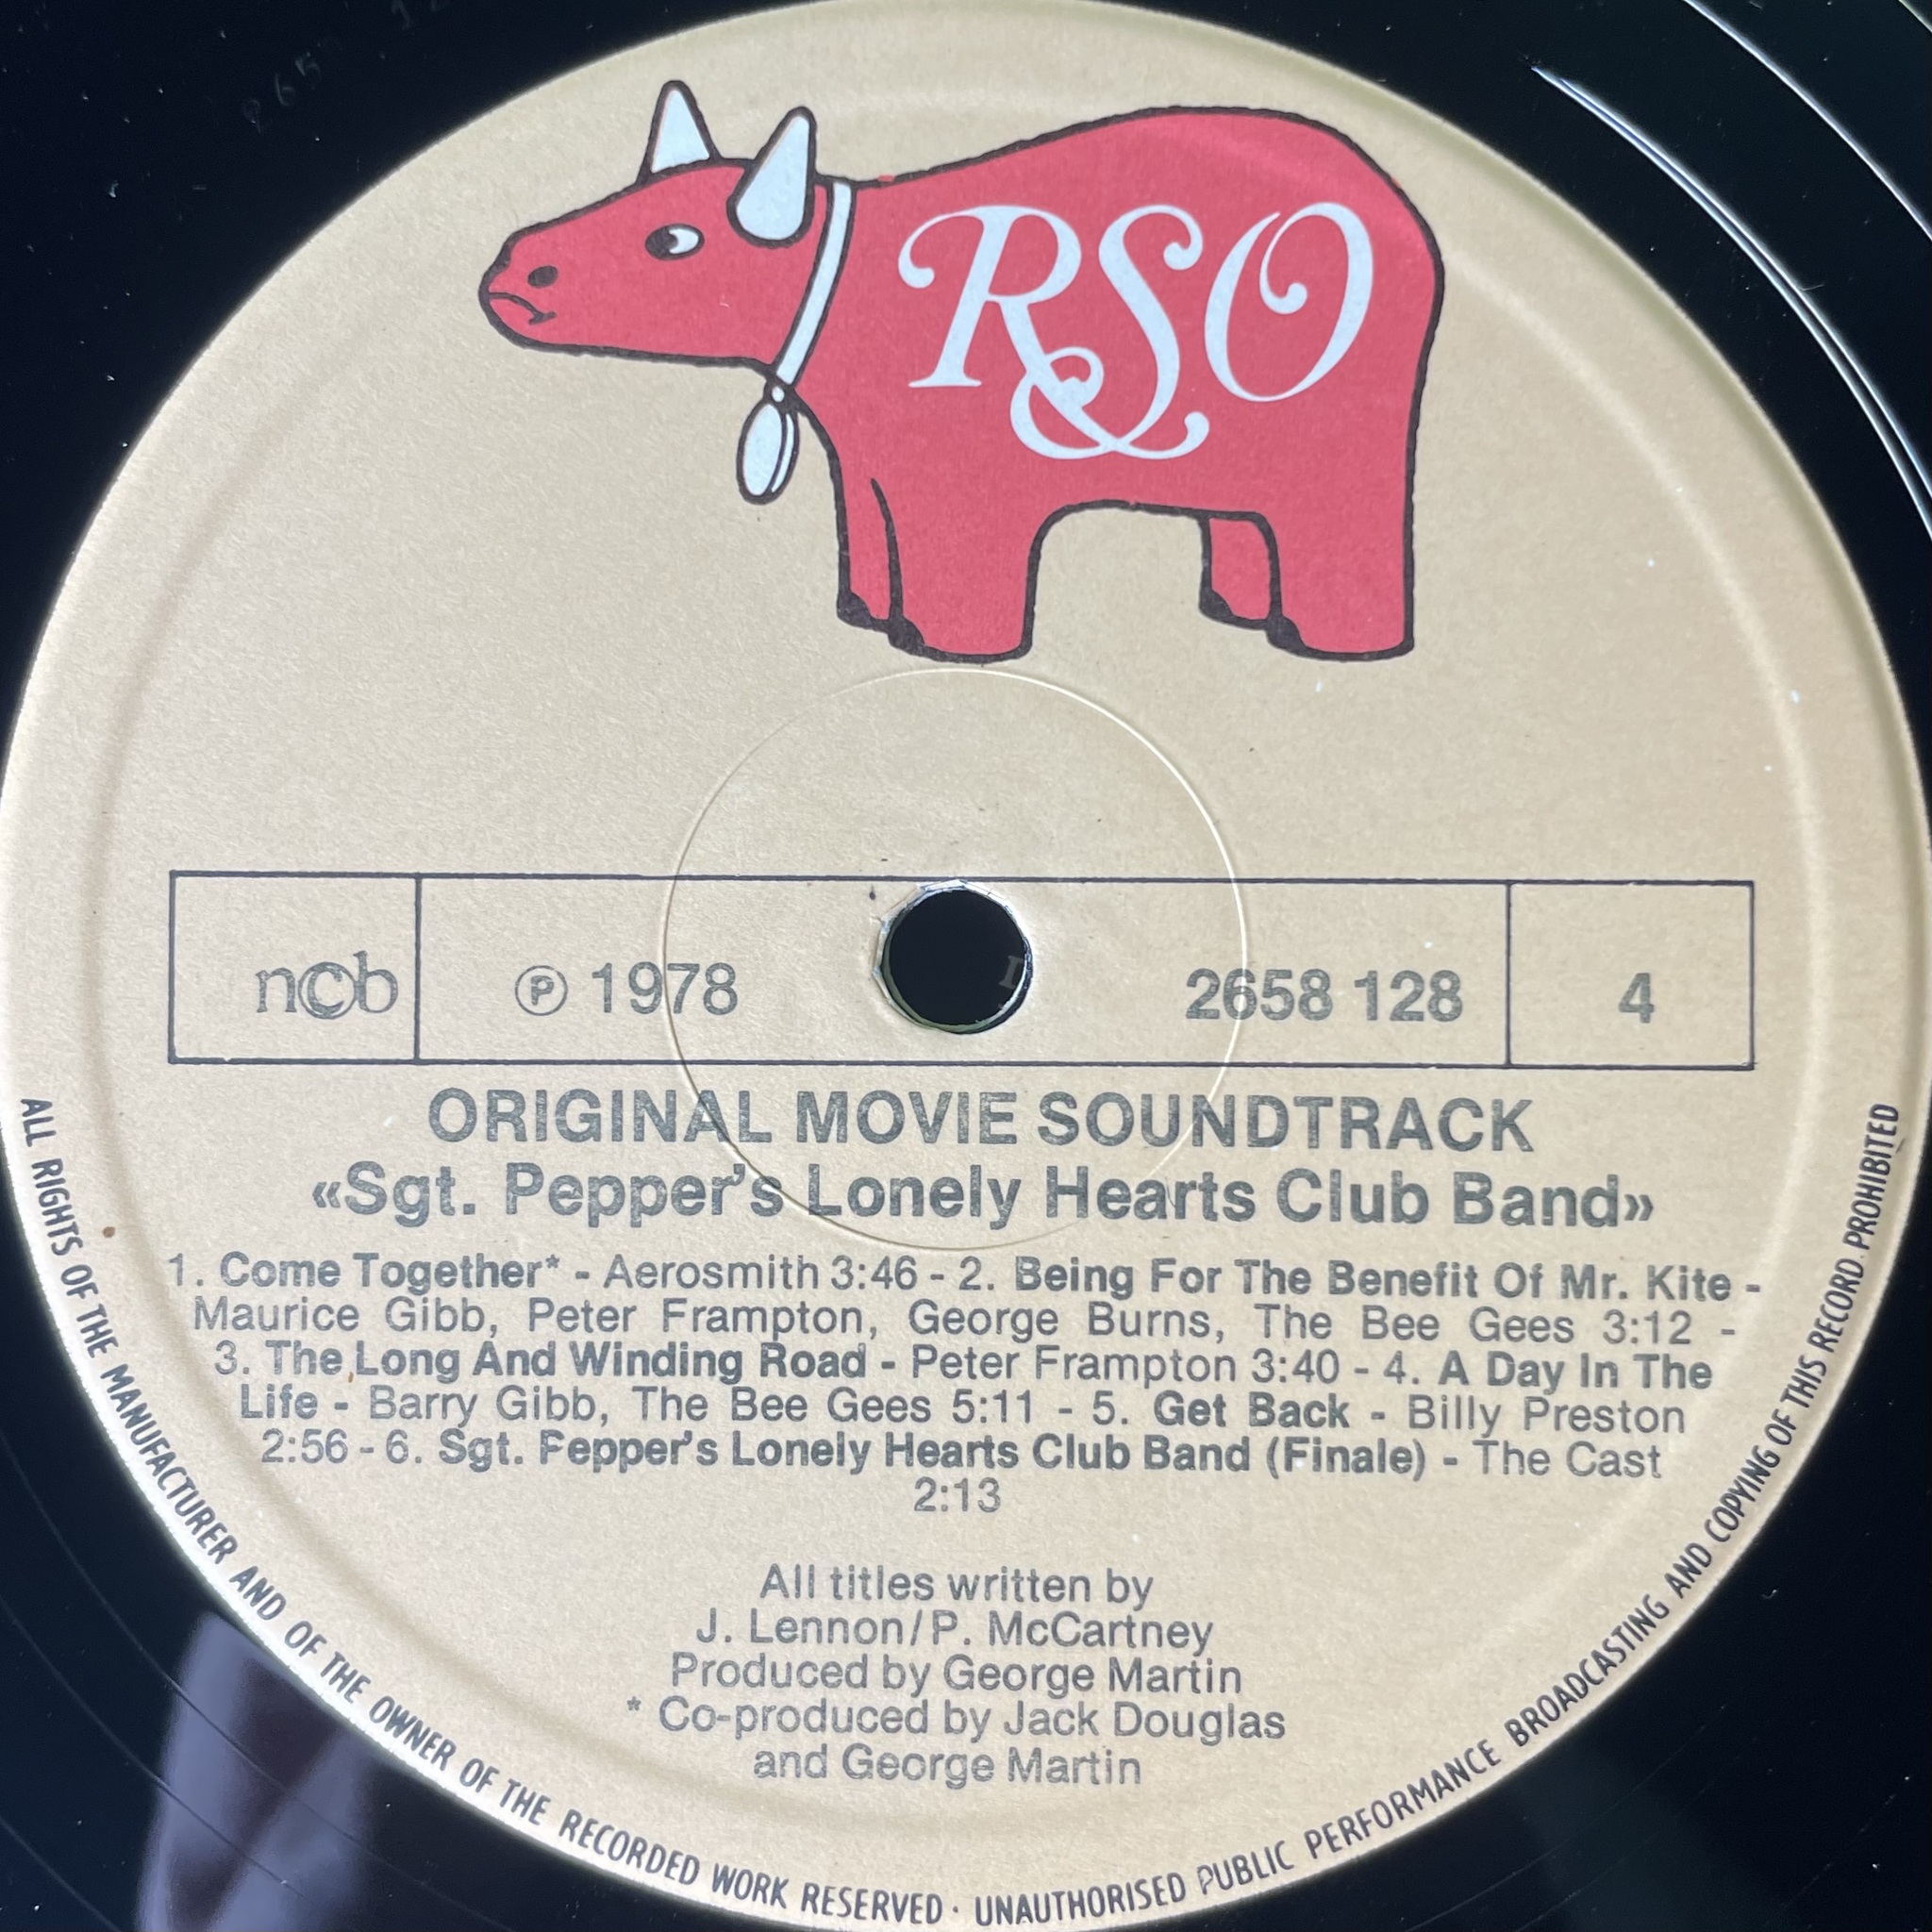 RSO
ncb
℗ 1978
2658 128
4
ORIGINAL MOVIE SOUNDTRACK
«Sgt. Pepper's Lonely Hearts Club Band»
1. Come Together* - Aerosmith 3:46 - 2. Being For The Benefit Of Mr. Kite -
Maurice Gibb, Peter Frampton, George Burns, The Bee Gees 3:12 -
3. The Long And Winding Road - Peter Frampton 3:40 - 4. A Day In The
Life - Barry Gibb, The Bee Gees 5:11 - 5. Get Back - Billy Preston
2:56 - 6. Sgt. Pepper's Lonely Hearts Club Band (Finale) - The Cast
2:13
All titles written by
J. Lennon/P. McCartney
Produced by George Martin
* Co-produced by Jack Douglas
and George Martin
ALL RIGHTS OF THE MANUFACTURER AND OF THE OWNER OF THE RECORDED WORK RESERVED · UNAUTHORISED PUBLIC PERFORMANCE BROADCASTING AND COPYING OF THIS RECORD PROHIBITED